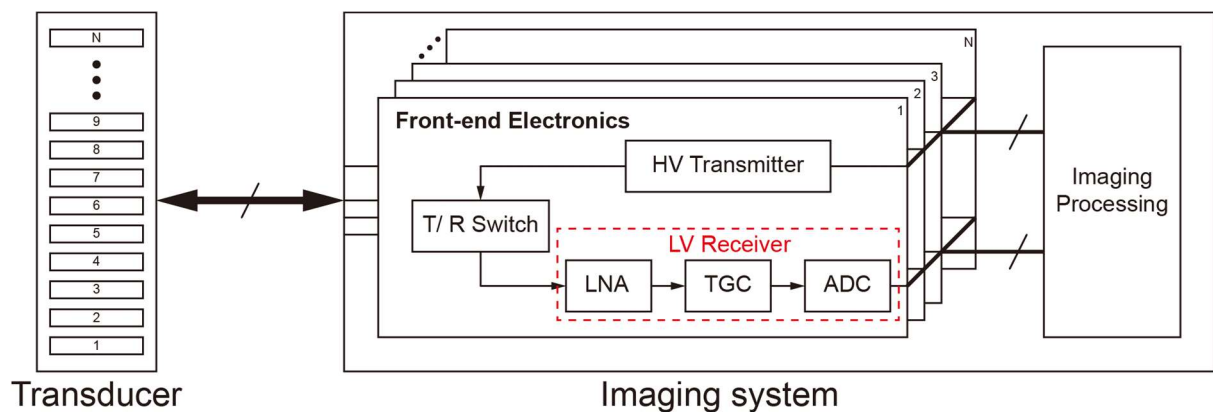 N
9
8
7
6
5
4
3
2
1
Transducer
N
3
2
1
Front-end Electronics
HV Transmitter
T/ R Switch
LV Receiver
LNA
TGC
ADC
Imaging
Processing
Imaging system